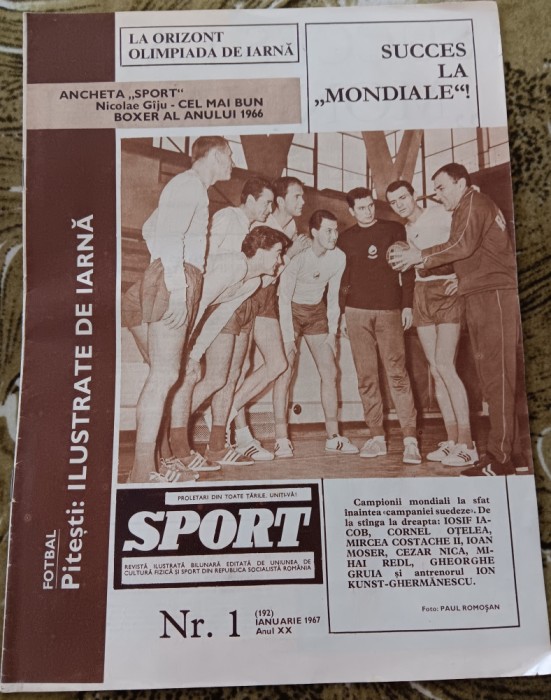 LA ORIZONT
OLIMPIADA DE IARNĂ
SUCCES
LA
„MONDIALE“!
ANCHETA „SPORT"
Nicolae Gîju - CEL MAI BUN
BOXER AL ANULUI 1966
FOTBAL
Pitești: ILUSTRATE DE IARNĂ
PROLETARI DIN TOATE ȚĂRILE, UNIȚI-VĂ!
SPORT
REVISTĂ ILUSTRATĂ BILUNARĂ EDITATĂ DE UNIUNEA DE
CULTURĂ FIZICĂ ȘI SPORT DIN REPUBLICA SOCIALISTĂ ROMÂNIA
Nr. 1
(192)
IANUARIE 1967
Anul XX
Campionii mondiali la sfat
înaintea «campaniei suedeze». De
la stînga la dreapta: IOSIF IA-
COB, CORNEL OȚELEA,
MIRCEA COSTACHE II, IOAN
MOSER, CEZAR NICA, MI-
HAI REDL, GHEORGHE
GRUIA și antrenorul ION
KUNST-GHERMĂNESCU.
Foto: PAUL ROMOȘAN